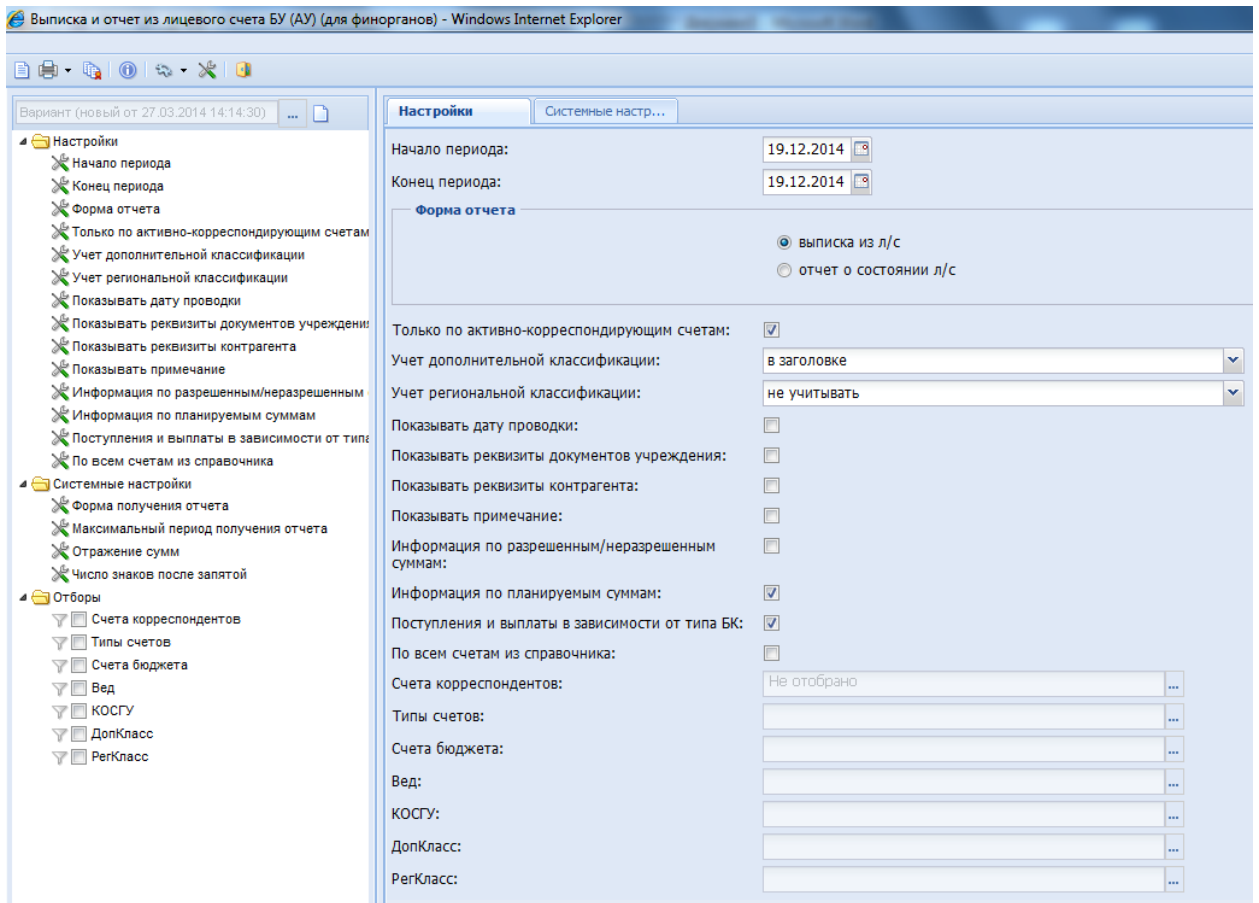 Выписка и отчет из лицевого счета БУ (АУ) (для финорганов) - Windows Internet Explorer
Вариант (новый от 27.03.2014 14:14:30) ...
Настройки
Начало периода
Конец периода
Форма отчета
Только по активно-корреспондирующим счетам
Учет дополнительной классификации
Учет региональной классификации
Показывать дату проводки
Показывать реквизиты документов учреждения
Показывать реквизиты контрагента
Показывать примечание
Информация по разрешенным/неразрешенным
Информация по планируемым суммам
Поступления и выплаты в зависимости от типа
По всем счетам из справочника
Системные настройки
Форма получения отчета
Максимальный период получения отчета
Отражение сумм
Число знаков после запятой
Отборы
Счета корреспондентов
Типы счетов
Счета бюджета
Вед
КОСГУ
ДопКласс
РегКласс
Настройки Системные настр...
Начало периода: 19.12.2014
Конец периода: 19.12.2014
Форма отчета
выписка из л/с
отчет о состоянии л/с
Только по активно-корреспондирующим счетам:
Учет дополнительной классификации: в заголовке
Учет региональной классификации: не учитывать
Показывать дату проводки:
Показывать реквизиты документов учреждения:
Показывать реквизиты контрагента:
Показывать примечание:
Информация по разрешенным/неразрешенным
суммам:
Информация по планируемым суммам:
Поступления и выплаты в зависимости от типа БК:
По всем счетам из справочника:
Счета корреспондентов: Не отобрано ...
Типы счетов: ...
Счета бюджета: ...
Вед: ...
КОСГУ: ...
ДопКласс: ...
РегКласс: ...